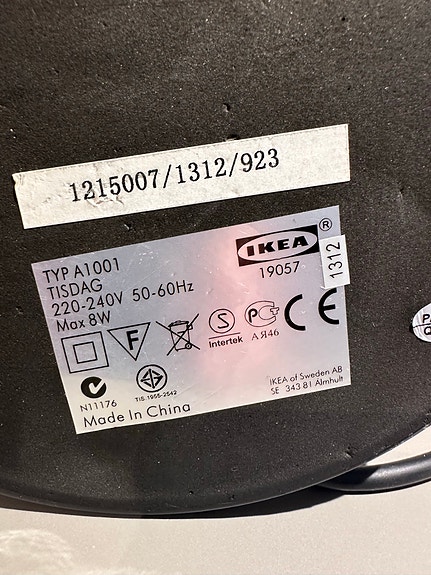 1215007/1312/923
TYP A1001
TISDAG
220-240V 50-60Hz
Max 8W
IKEA ®
19057
1312
F
S
Intertek
PC
АЯ46
CE
N11176
TIS 1955-2542
Made In China
IKEA of Sweden AB
SE 343 81 Älmhult